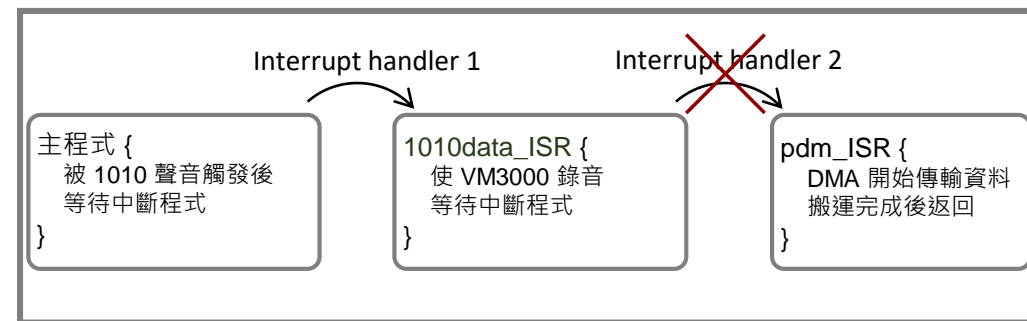 Interrupt handler 1
Interrupt handler 2
主程式 {
被 1010 聲音觸發後
等待中斷程式
}
1010data_ISR {
使 VM3000 錄音
等待中斷程式
}
pdm_ISR {
DMA 開始傳輸資料
搬運完成後返回
}